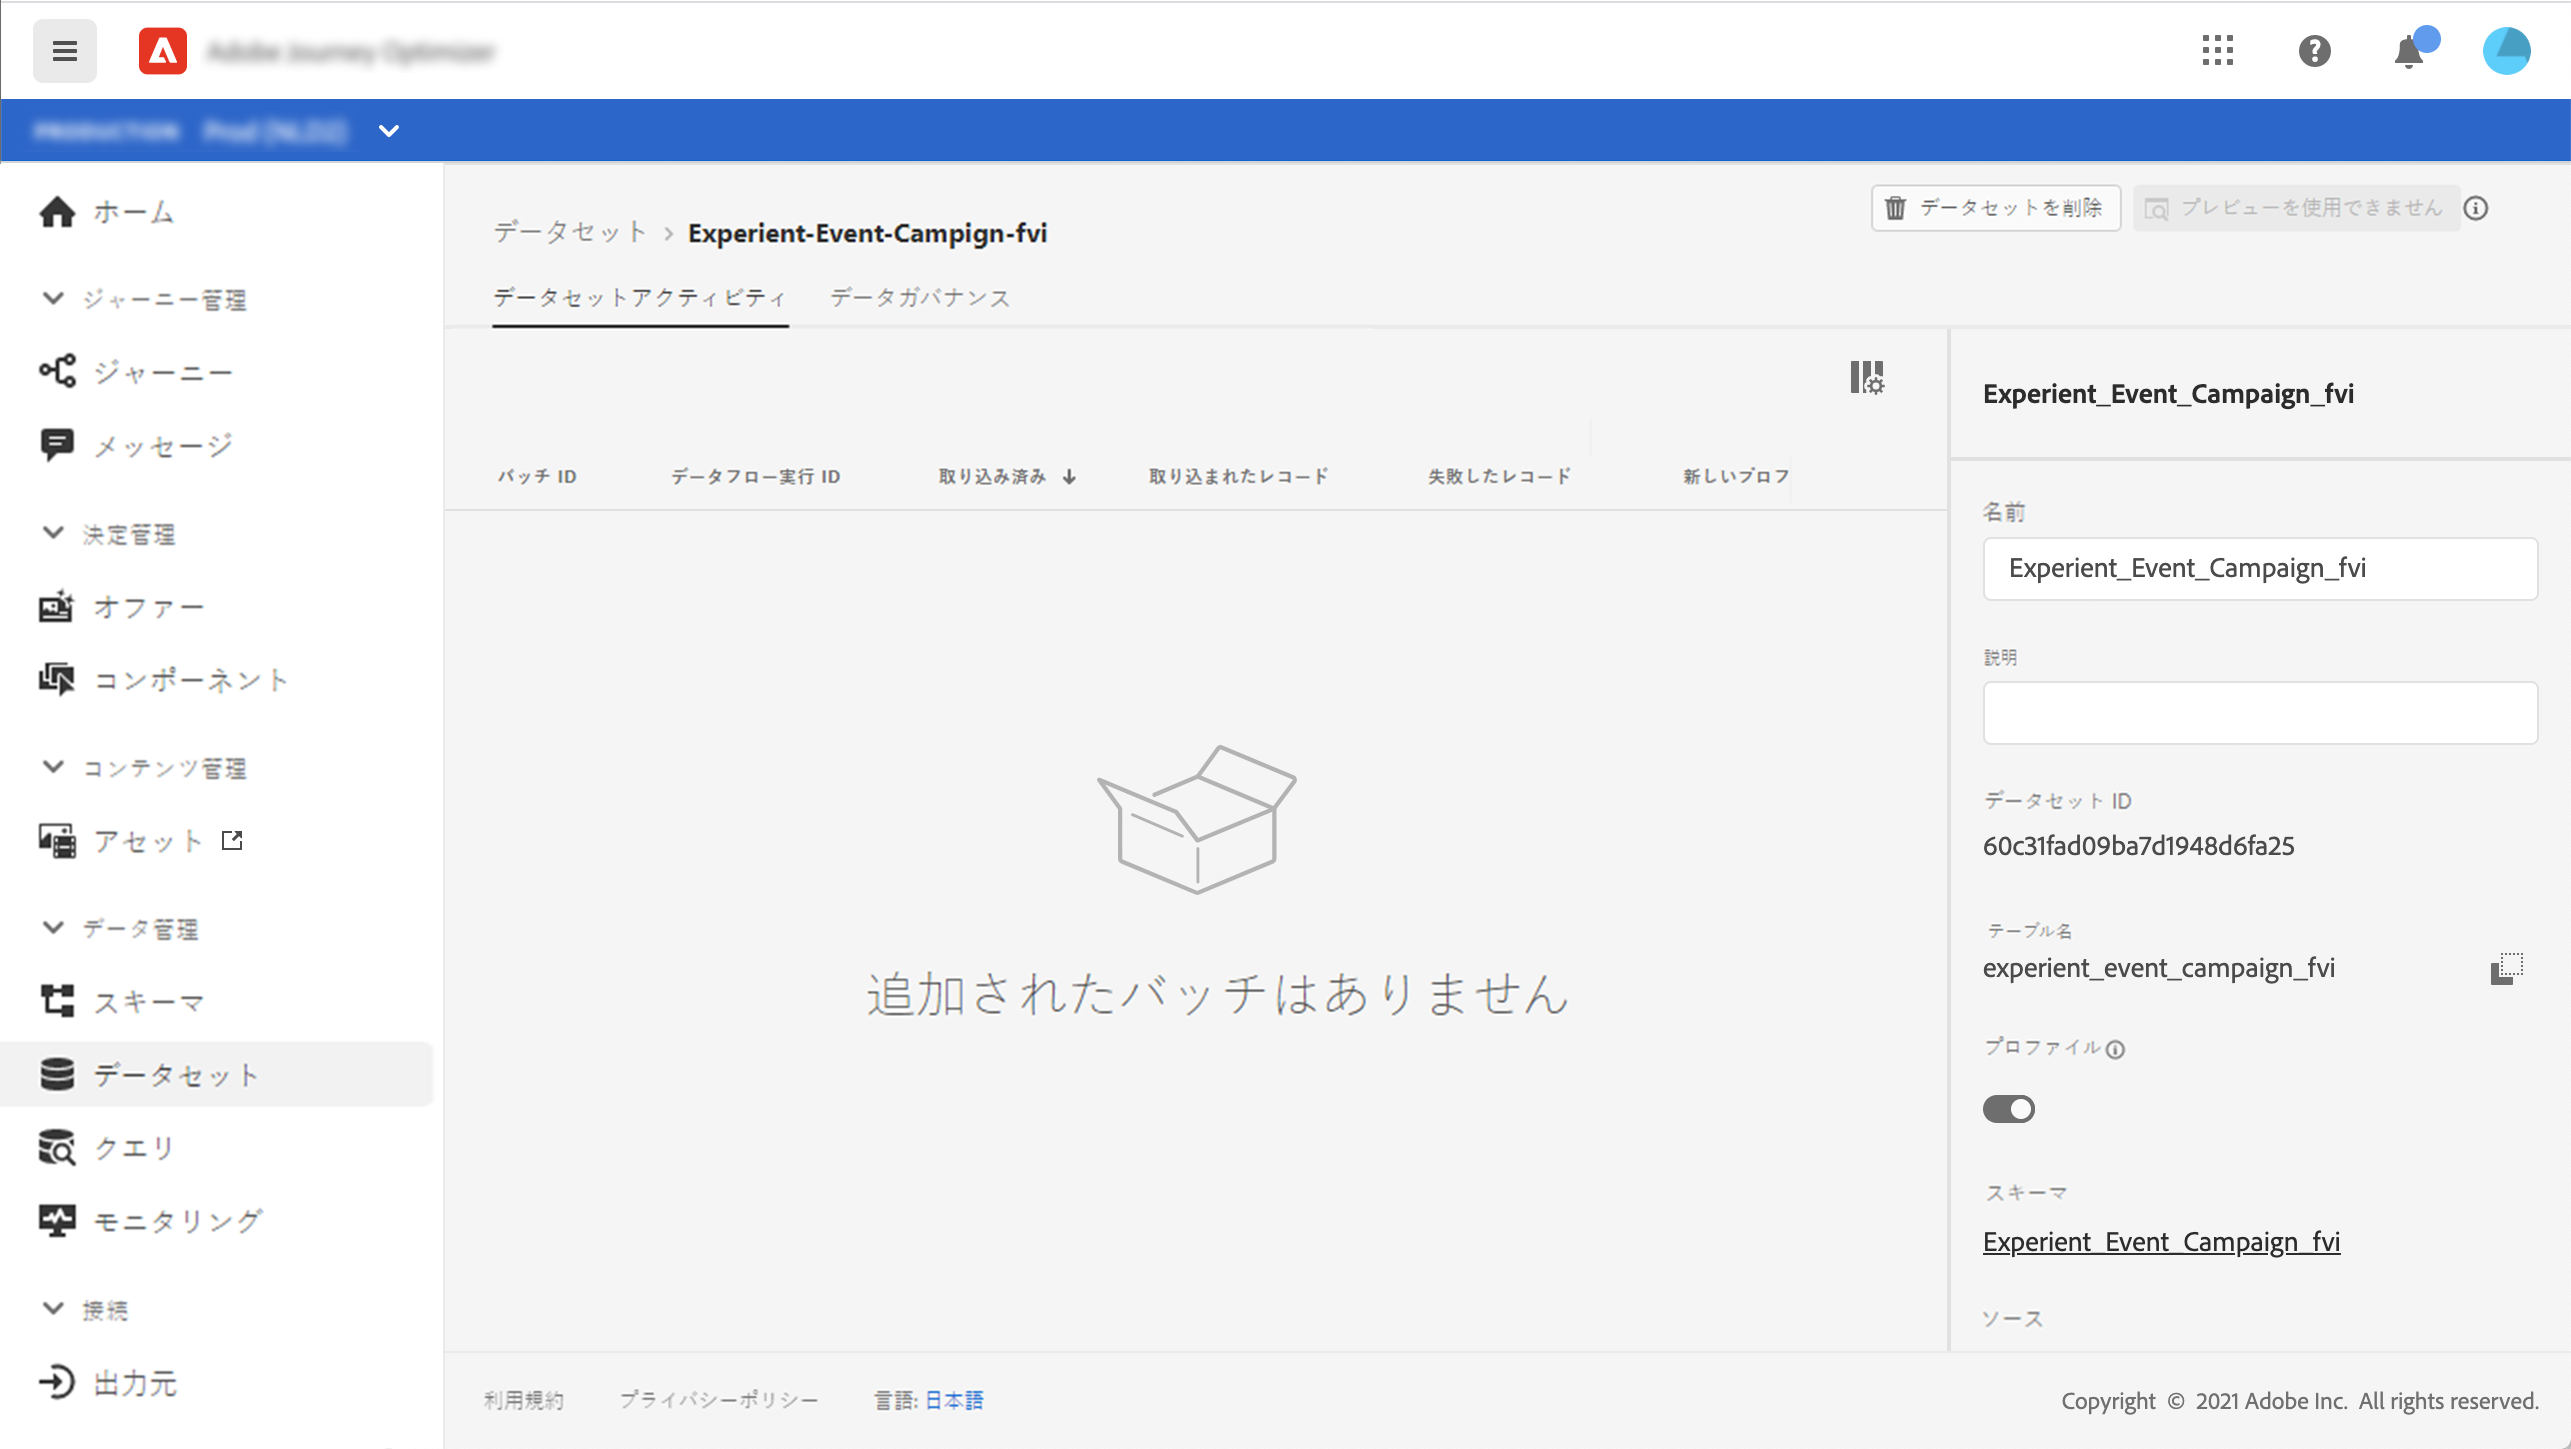 Adobe Journey Optimizer
PRODUCTION Prod (NLD2)
ホーム
ジャーニー管理
ジャーニー
メッセージ
決定管理
オファー
コンポーネント
コンテンツ管理
アセット
データ管理
スキーマ
データセット
クエリ
モニタリング
接続
出力元
データセット › Experient-Event-Campign-fvi
データセットを削除
プレビューを使用できません
データセットアクティビティ
データガバナンス
バッチ ID
データフロー実行 ID
取り込み済み
取り込まれたレコード
失敗したレコード
新しいプロフ
追加されたバッチはありません
Experient_Event_Campaign_fvi
名前
Experient_Event_Campaign_fvi
説明
データセット ID
60c31fad09ba7d1948d6fa25
テーブル名
experient_event_campaign_fvi
プロファイル
スキーマ
Experient_Event_Campaign_fvi
ソース
利用規約
プライバシーポリシー
言語: 日本語
Copyright © 2021 Adobe Inc. All rights reserved.